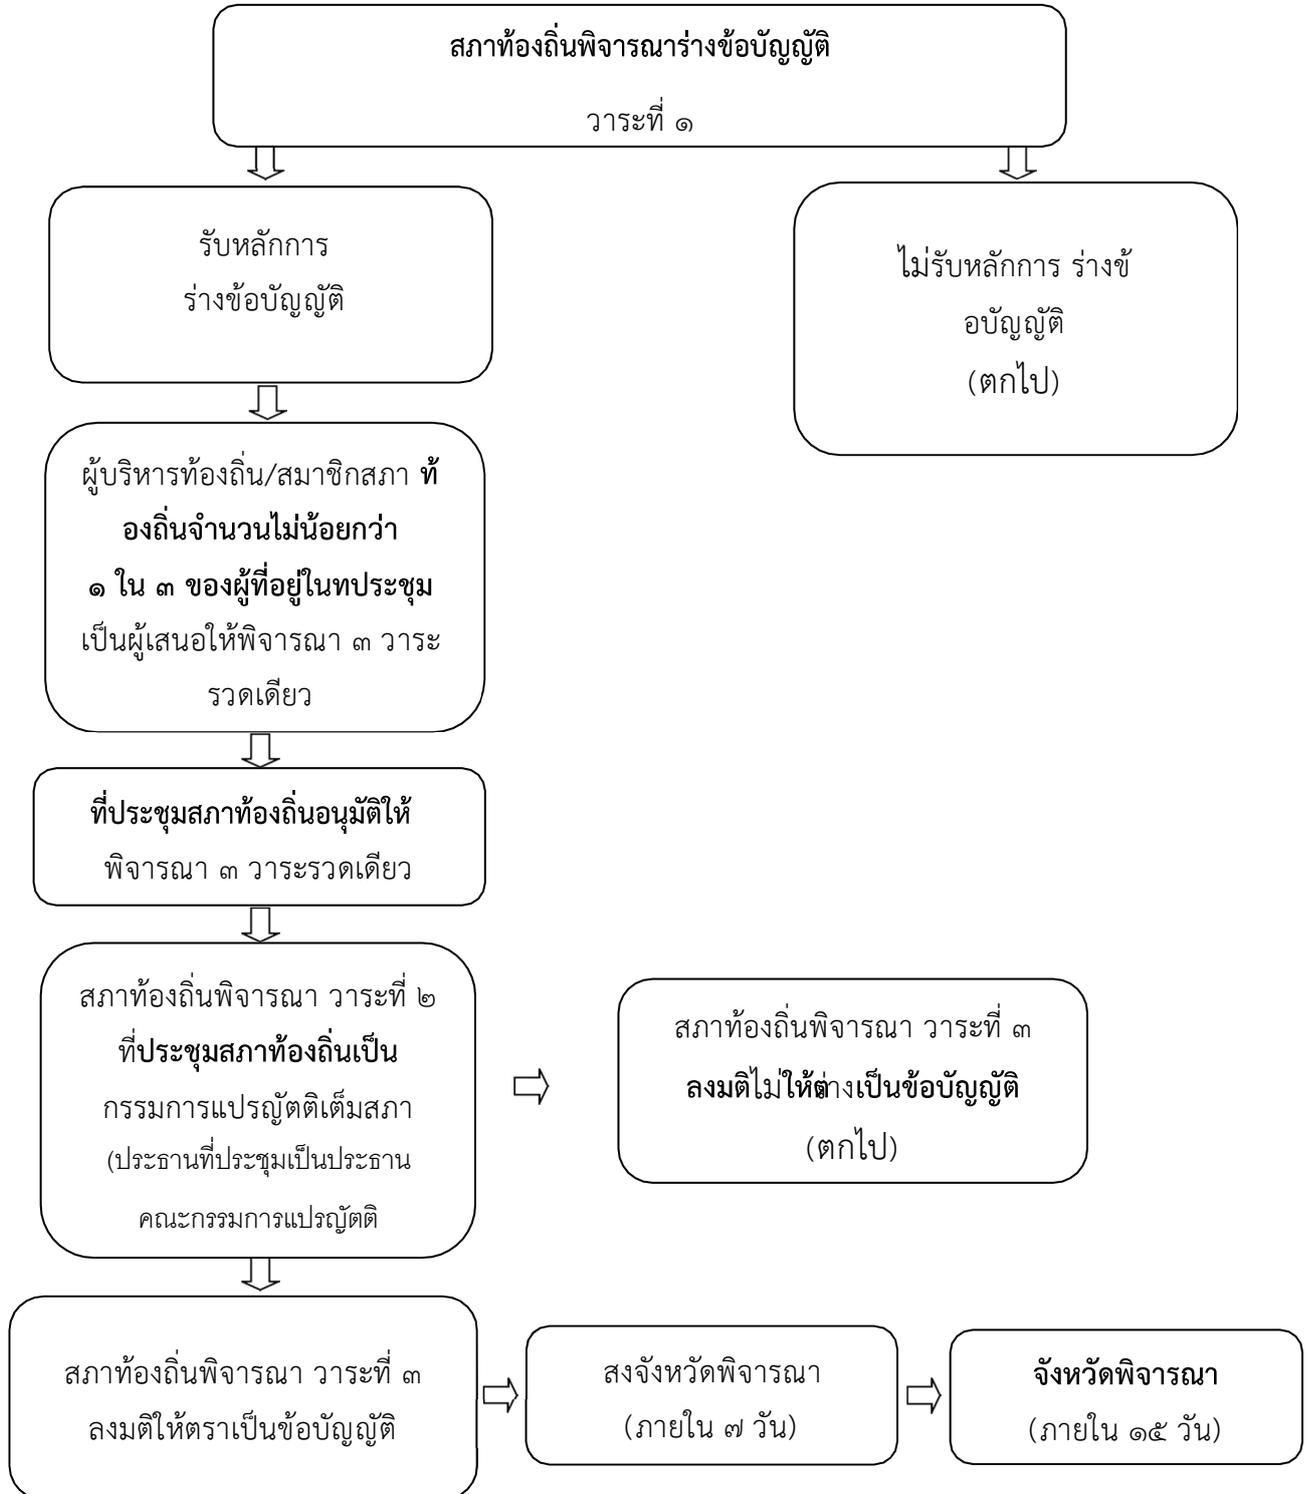 สภาท้องถิ่นพิจารณาร่างข้อบัญญัติ
วาระที่ ๑
รับหลักการ
ร่างข้อบัญญัติ
ไม่รับหลักการ ร่างข้
อบัญญัติ
(ตกไป)
ผู้บริหารท้องถิ่น/สมาชิกสภา ท้
องถิ่นจำนวนไม่น้อยกว่า
๑ ใน ๓ ของผู้ที่อยู่ในทประชุม
เป็นผู้เสนอให้พิจารณา ๓ วาระ
รวดเดียว
ที่ประชุมสภาท้องถิ่นอนุมัติให้
พิจารณา ๓ วาระรวดเดียว
สภาท้องถิ่นพิจารณา วาระที่ ๒
ที่ประชุมสภาท้องถิ่นเป็น
กรรมการแปรญัตติเต็มสภา
(ประธานที่ประชุมเป็นประธาน
คณะกรรมการแปรญัตติ
สภาท้องถิ่นพิจารณา วาระที่ ๓
ลงมติไม่ให้ เป็นข้อบัญญัติ
(ตกไป)
สภาท้องถิ่นพิจารณา วาระที่ ๓
ลงมติให้ตราเป็นข้อบัญญัติ
สงจังหวัดพิจารณา
(ภายใน ๗ วัน)
จังหวัดพิจารณา
(ภายใน ๑๕ วัน)